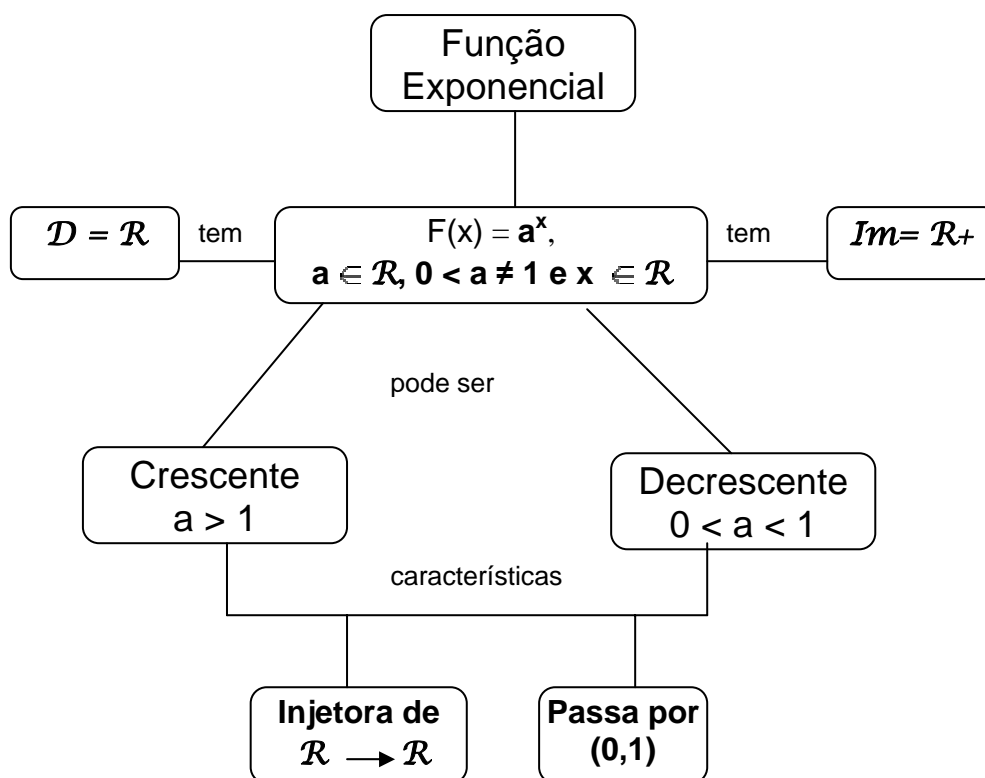 Função
Exponencial
D = R
tem
F(x) = aˣ,
a ∈ R, 0 < a ≠ 1 e x ∈ R
tem
Im= R+
pode ser
Crescente
a > 1
Decrescente
0 < a < 1
características
Injetora de
R → R
Passa por
(0,1)